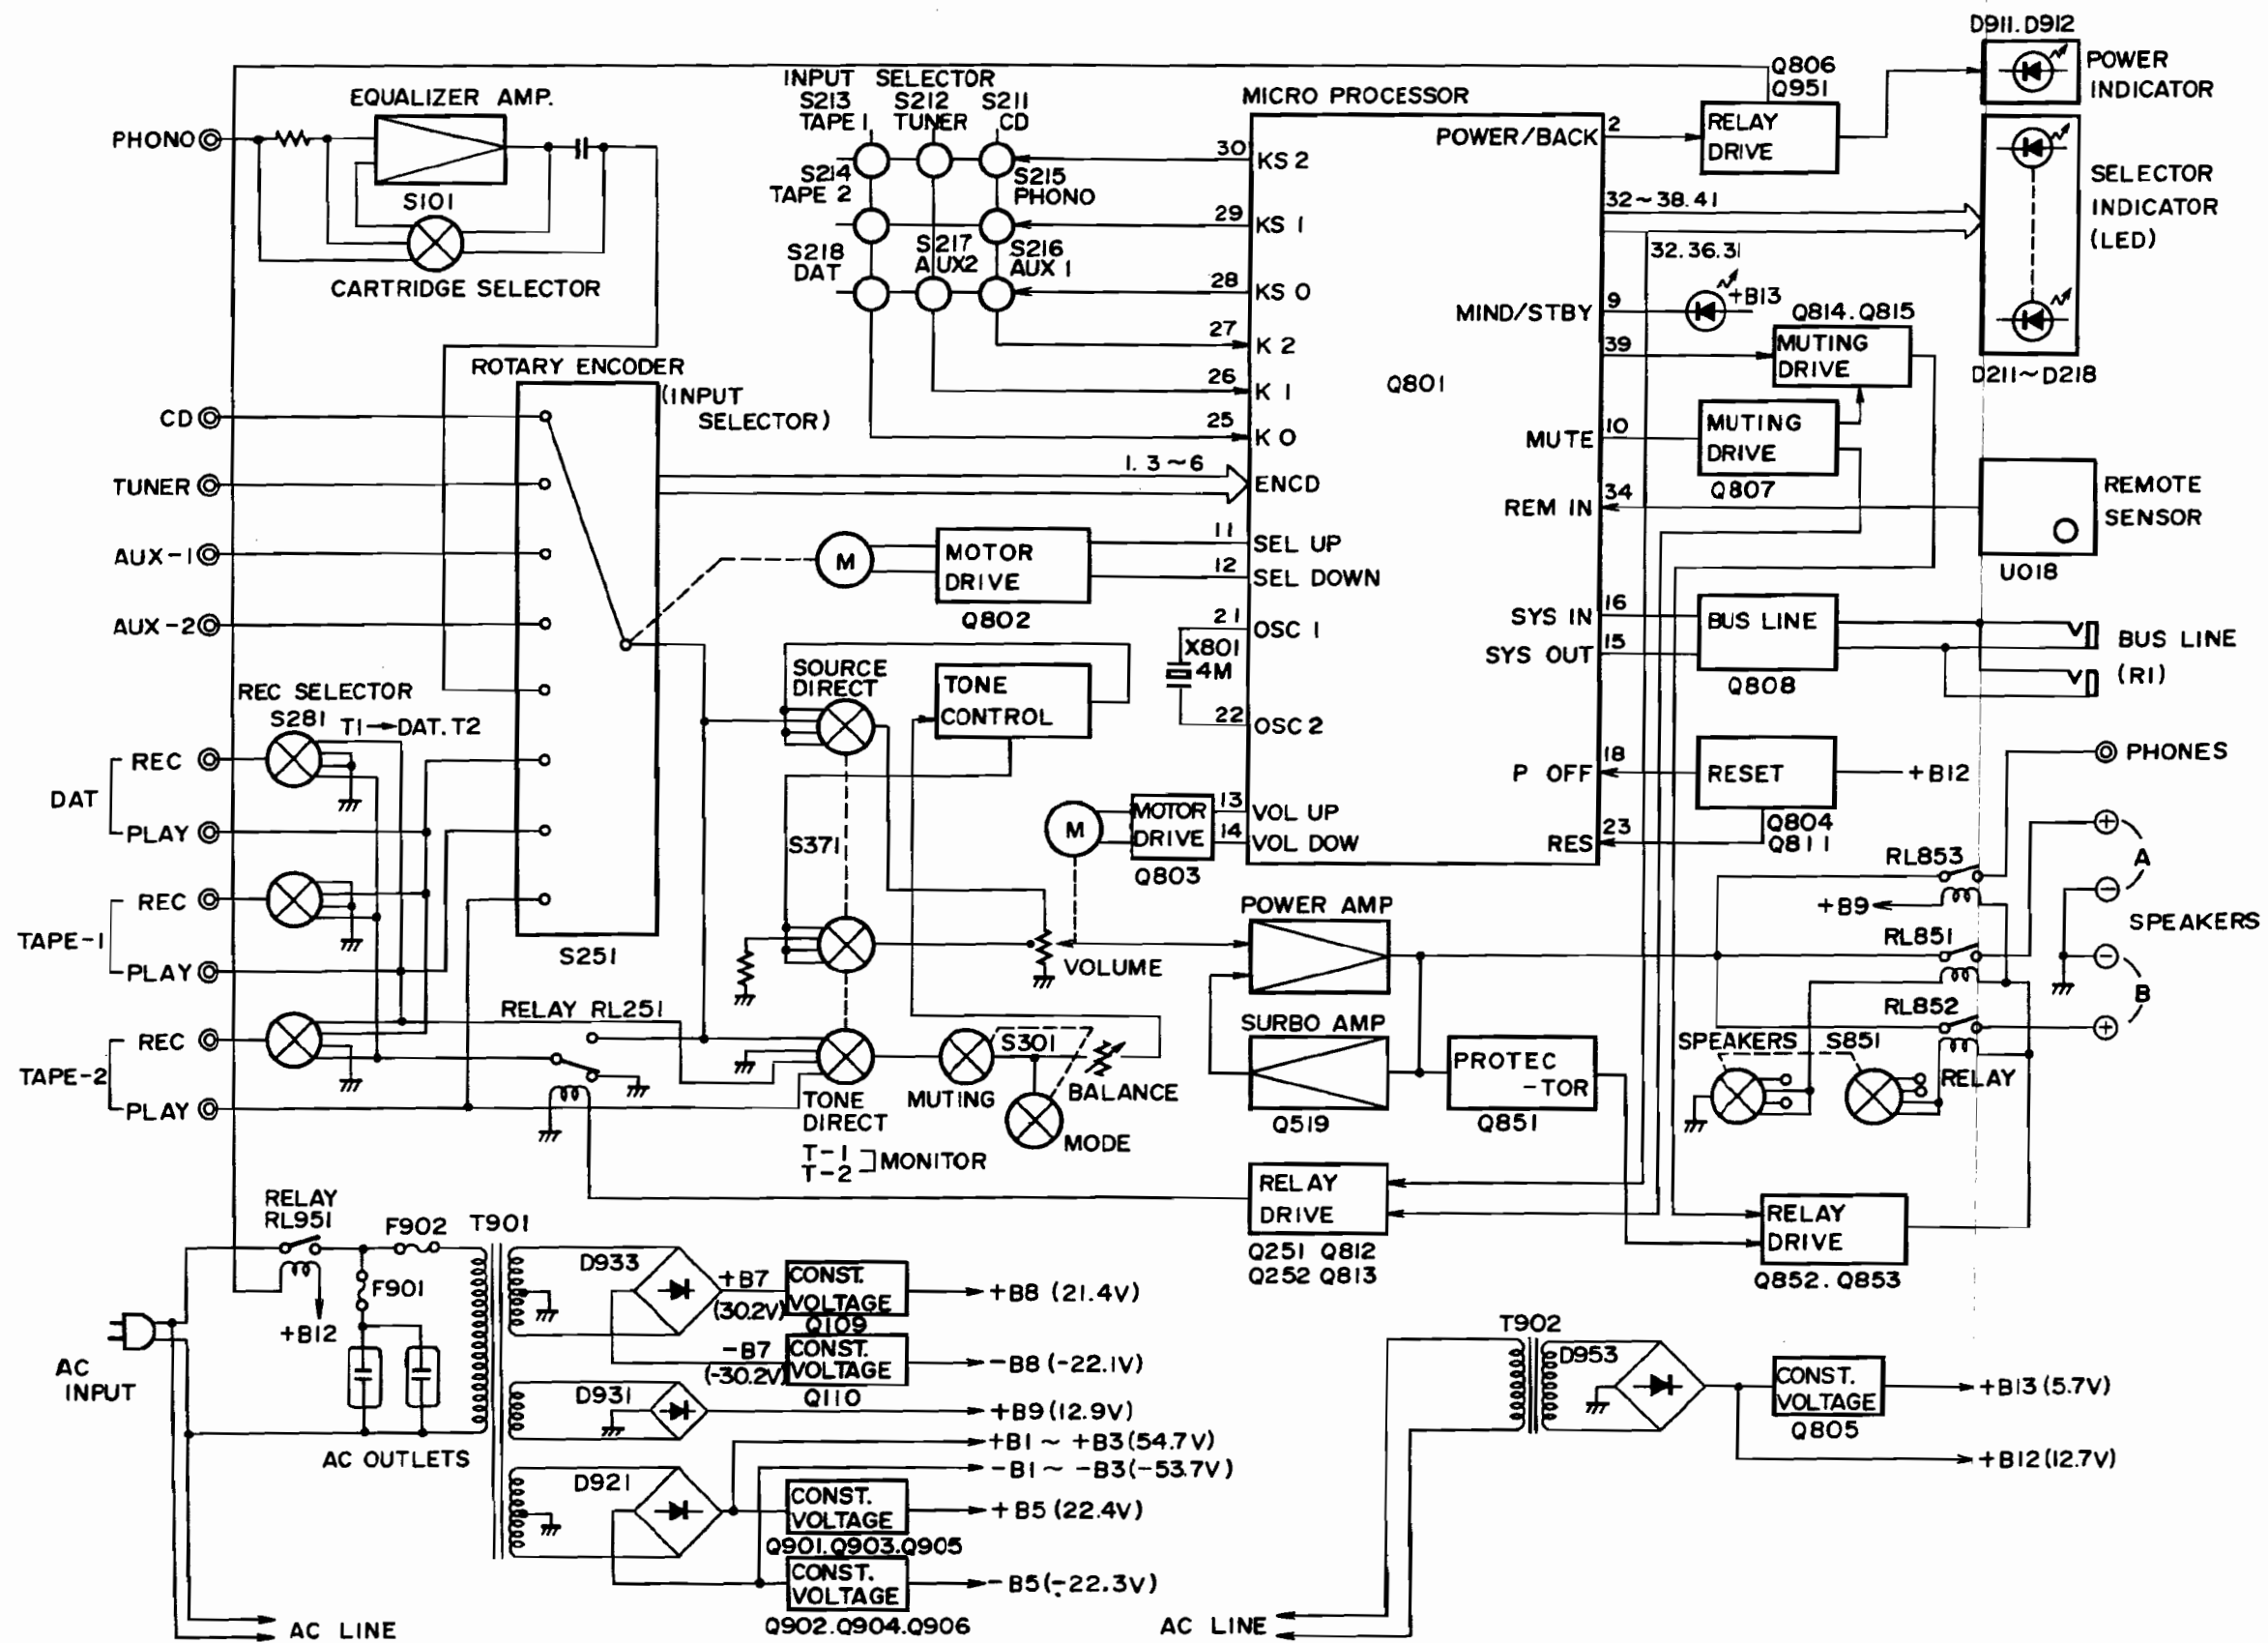 D911.D912
POWER
INDICATOR
Q806
Q951
RELAY
DRIVE
INPUT SELECTOR
S213
TAPE 1
S212
TUNER
S211
CD
S214
TAPE 2
S215
PHONO
S218
DAT
S217
AUX2
S216
AUX 1
EQUALIZER AMP.
PHONO
S101
CARTRIDGE SELECTOR
MICRO PROCESSOR
Q801
30
KS 2
29
KS 1
28
KS 0
27
K 2
26
K 1
25
K 0
1. 3~6
ENCD
11
SEL UP
12
SEL DOWN
21
OSC 1
X801
4M
22
OSC 2
13
VOL UP
14
VOL DOW
POWER/BACK
2
32~38.41
32.36.31
MIND/STBY
9
+B13
39
MUTE
10
REM IN
34
SYS IN
16
SYS OUT
15
P OFF
18
RES
23
SELECTOR
INDICATOR
(LED)
D211~D218
Q814.Q815
MUTING
DRIVE
MUTING
DRIVE
Q807
REMOTE
SENSOR
U018
BUS LINE
Q808
BUS LINE
(RI)
RESET
+B12
Q804
Q811
PHONES
ROTARY ENCODER
(INPUT
SELECTOR)
CD
TUNER
AUX-1
AUX-2
S251
MOTOR
DRIVE
Q802
M
REC SELECTOR
S281
T1→DAT.T2
DAT
REC
PLAY
TAPE-1
REC
PLAY
TAPE-2
REC
PLAY
SOURCE
DIRECT
TONE
CONTROL
S371
M
MOTOR
DRIVE
Q803
VOLUME
RELAY RL251
TONE
DIRECT
T-1
T-2
MONITOR
MUTING
S301
BALANCE
MODE
POWER AMP
SURBO AMP
Q519
PROTEC
-TOR
Q851
RL853
+B9
RL851
RL852
A
B
SPEAKERS
SPEAKERS
S851
RELAY
RELAY
DRIVE
Q251 Q812
Q252 Q813
RELAY
DRIVE
Q852.Q853
RELAY
RL951
F902
T901
F901
+B12
AC
INPUT
AC OUTLETS
AC LINE
D933
+B7
(30.2V)
CONST.
VOLTAGE
Q109
+B8 (21.4V)
-B7
(-30.2V)
CONST.
VOLTAGE
Q110
-B8 (-22.1V)
D931
+B9 (12.9V)
+B1 ~ +B3 (54.7V)
-B1 ~ -B3 (-53.7V)
D921
CONST.
VOLTAGE
Q901.Q903.Q905
+B5 (22.4V)
CONST.
VOLTAGE
Q902.Q904.Q906
-B5 (-22.3V)
T902
D953
CONST.
VOLTAGE
Q805
+B13 (5.7V)
+B12 (12.7V)
AC LINE